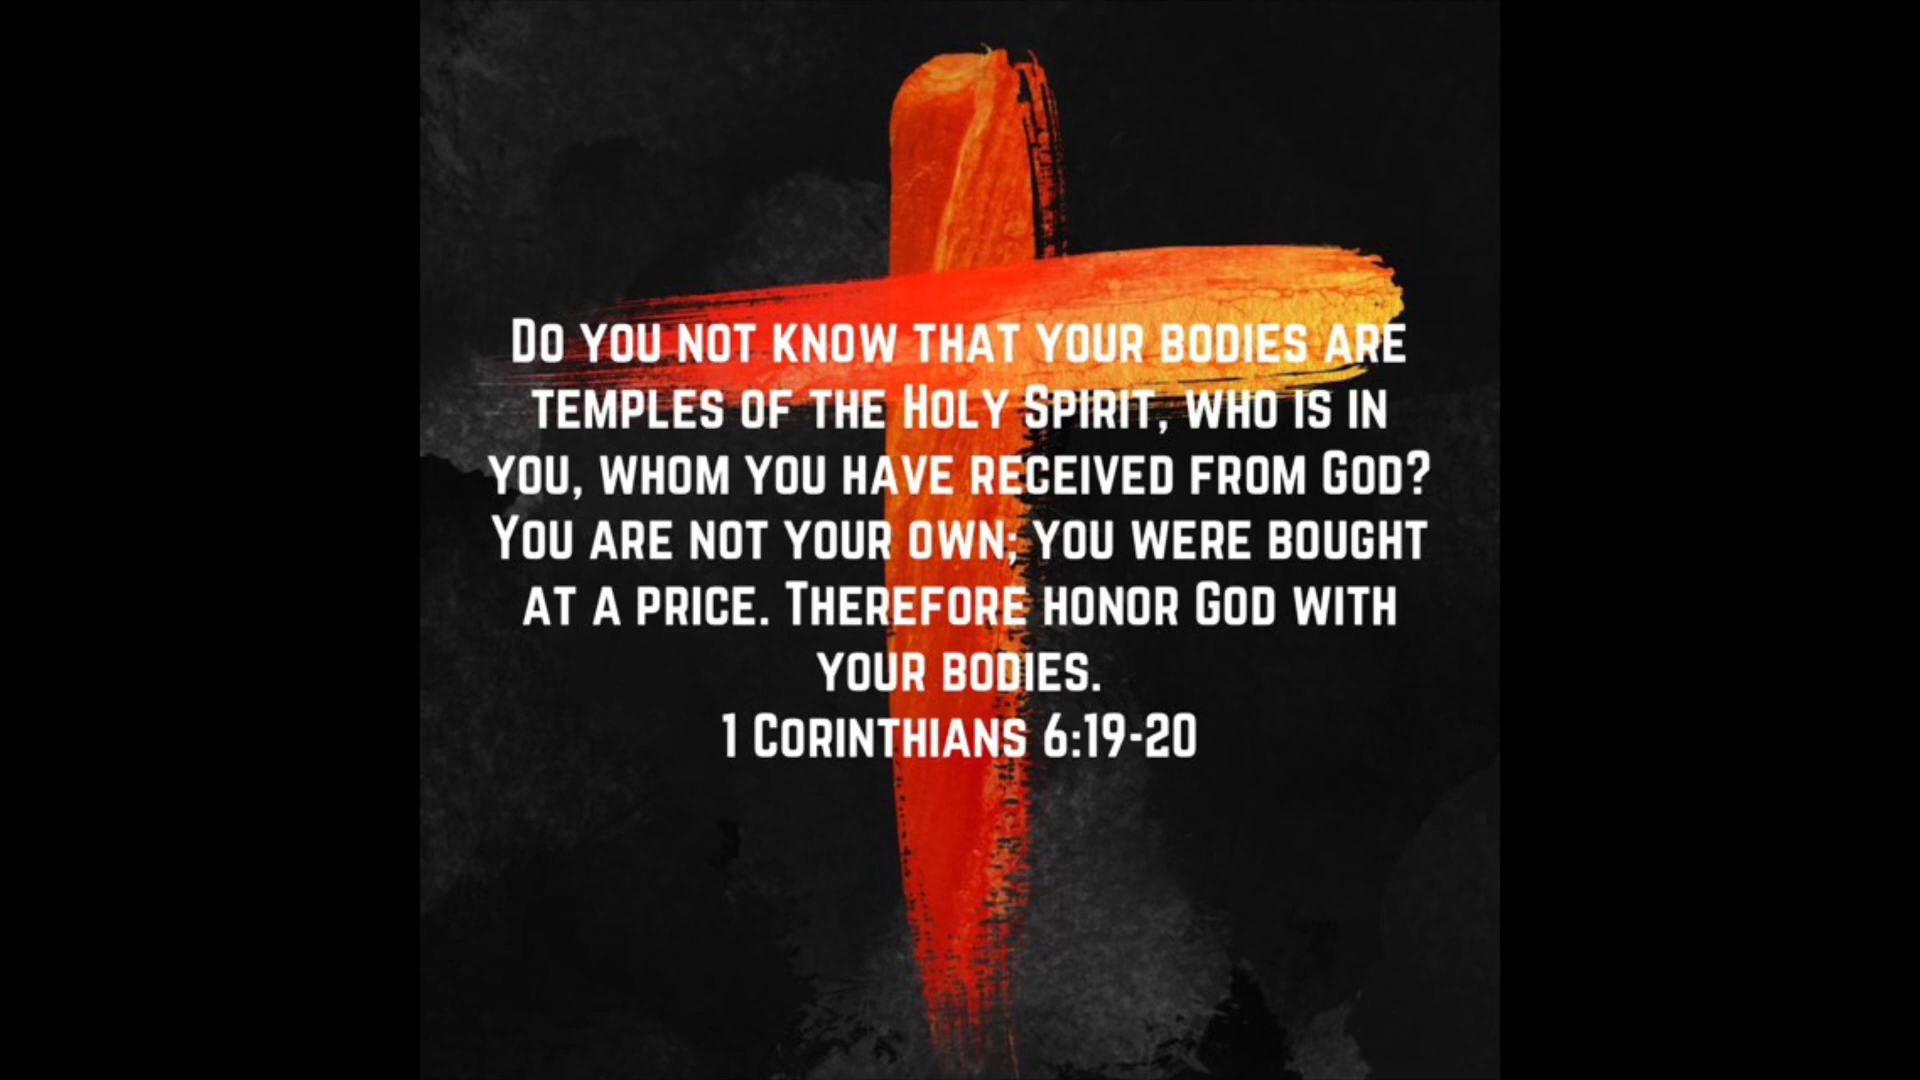 Do you not know that your bodies are
temples of the Holy Spirit, who is in
you, whom you have received from God?
You are not your own; you were bought
at a price. Therefore honor God with
your bodies.
1 Corinthians 6:19-20